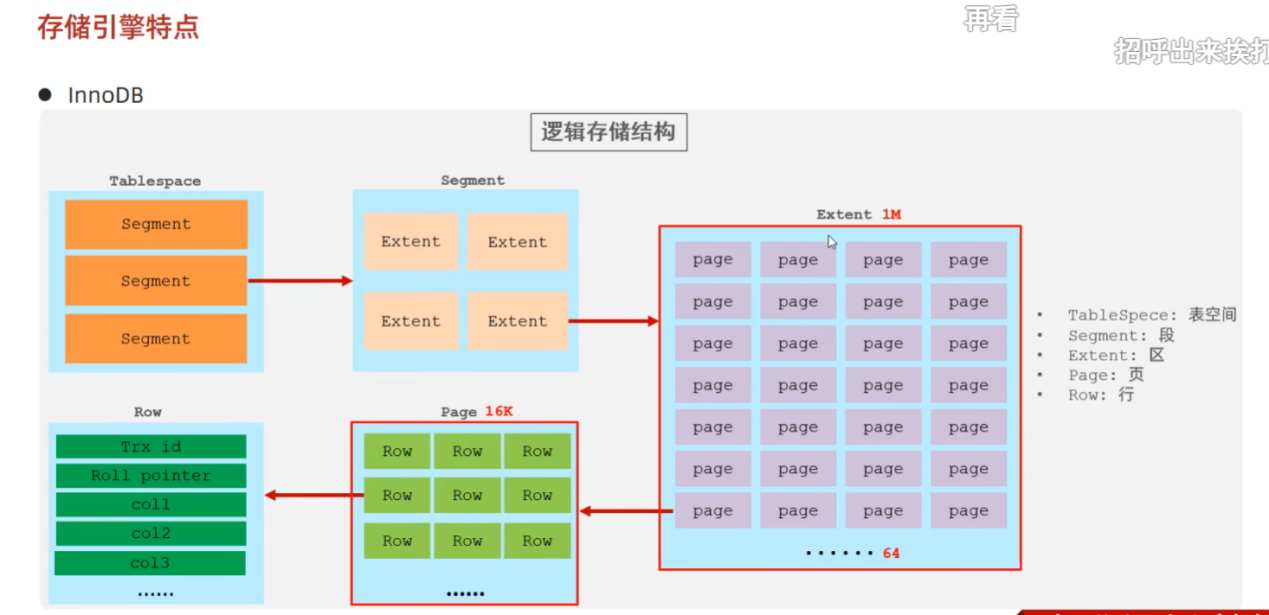 存储引擎特点
再看
招呼出来挨打
● InnoDB
逻辑存储结构
Tablespace
Segment
Segment
Segment
Segment
Extent Extent
Extent Extent
Extent 1M
page page page page
page page page page
page page page page
page page page page
page page page page
page page page page
page page page page
······ 64
• TableSpece: 表空间
• Segment: 段
• Extent: 区
• Page: 页
• Row: 行
Row
Trx id
Roll pointer
col1
col2
col3
......
Page 16K
Row Row Row
Row Row Row
Row Row Row
......